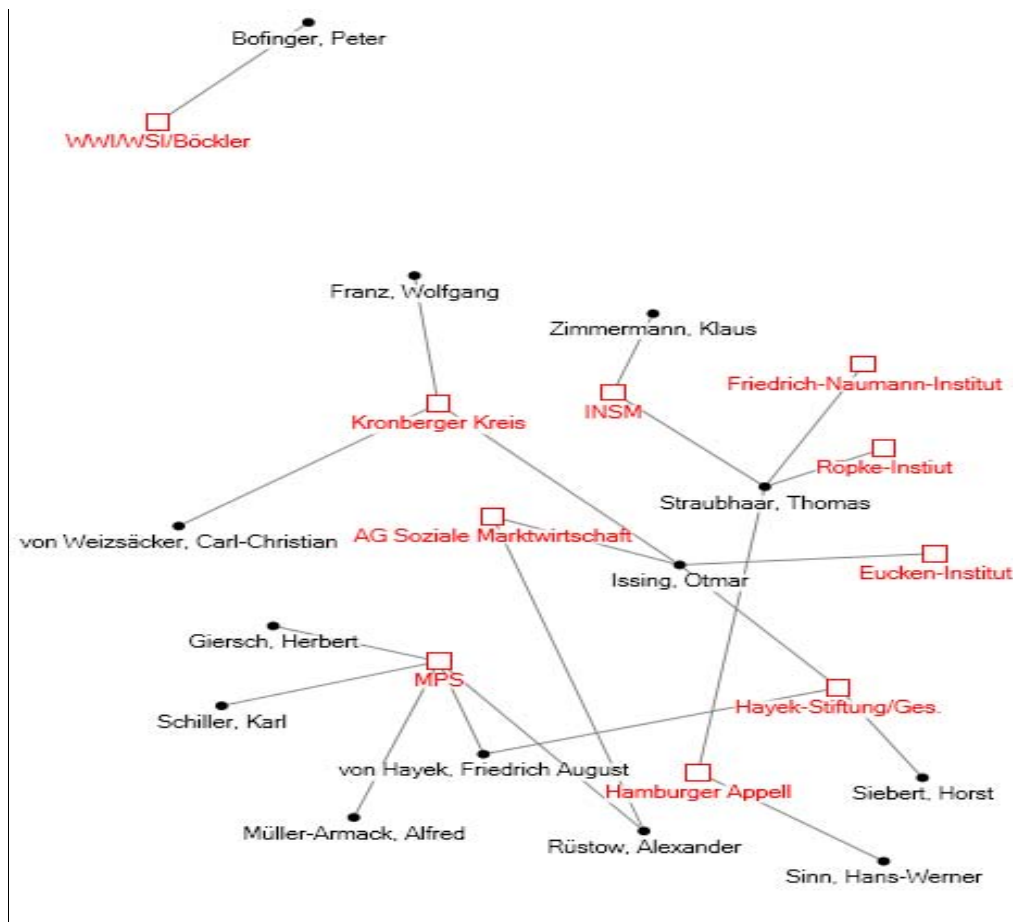 Bofinger, Peter
WWI/WSI/Böckler
Franz, Wolfgang
Zimmermann, Klaus
Friedrich-Naumann-Institut
INSM
Kronberger Kreis
Röpke-Instiut
Straubhaar, Thomas
AG Soziale Marktwirtschaft
von Weizsäcker, Carl-Christian
Issing, Otmar
Eucken-Institut
Giersch, Herbert
MPS
Hayek-Stiftung/Ges.
Schiller, Karl
von Hayek, Friedrich August
Hamburger Appell
Siebert, Horst
Müller-Armack, Alfred
Rüstow, Alexander
Sinn, Hans-Werner